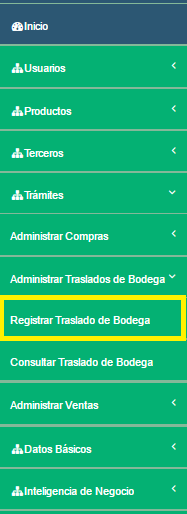 Inicio
Usuarios
Productos
Terceros
Trámites
Administrar Compras
Administrar Traslados de Bodega
Registrar Traslado de Bodega
Consultar Traslado de Bodega
Administrar Ventas
Datos Básicos
Inteligencia de Negocio